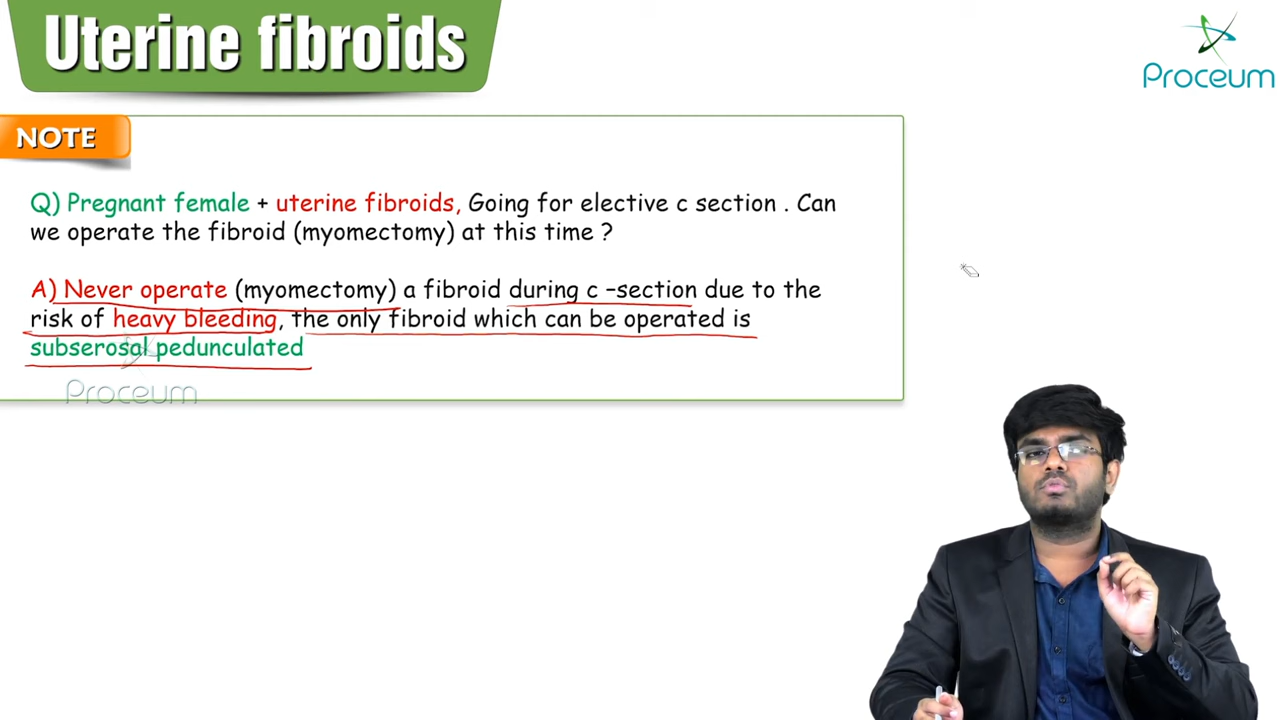 Uterine fibroids
Proceum
NOTE
Q) Pregnant female + uterine fibroids, Going for elective c section . Can
we operate the fibroid (myomectomy) at this time ?
A) Never operate (myomectomy) a fibroid during c –section due to the
risk of heavy bleeding, the only fibroid which can be operated is
subserosal pedunculated
Proceum